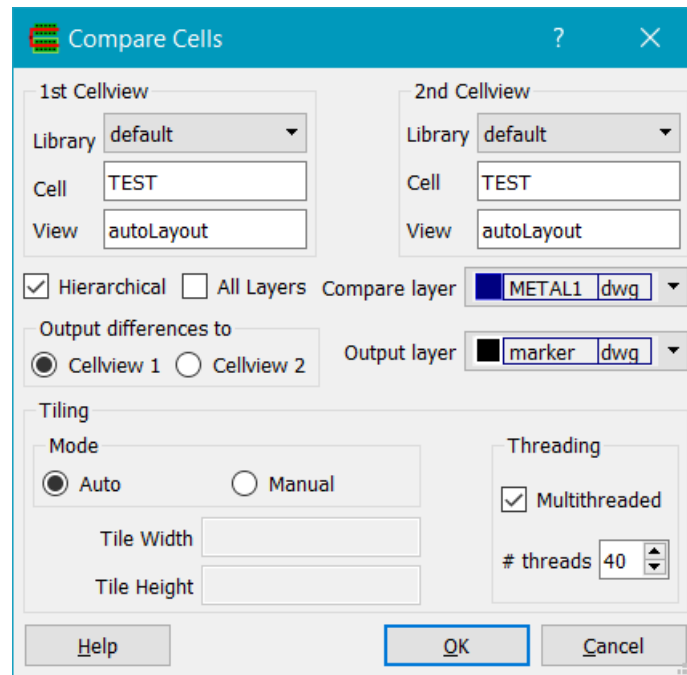 Compare Cells ?
1st Cellview 2nd Cellview
Library default Library default
Cell TEST Cell TEST
View autoLayout View autoLayout
Hierarchical All Layers Compare layer METAL1 dwg
Output differences to
Cellview 1 Cellview 2 Output layer marker dwg
Tiling
Mode Threading
Auto Manual Multithreaded
Tile Width
# threads 40
Tile Height
Help OK Cancel